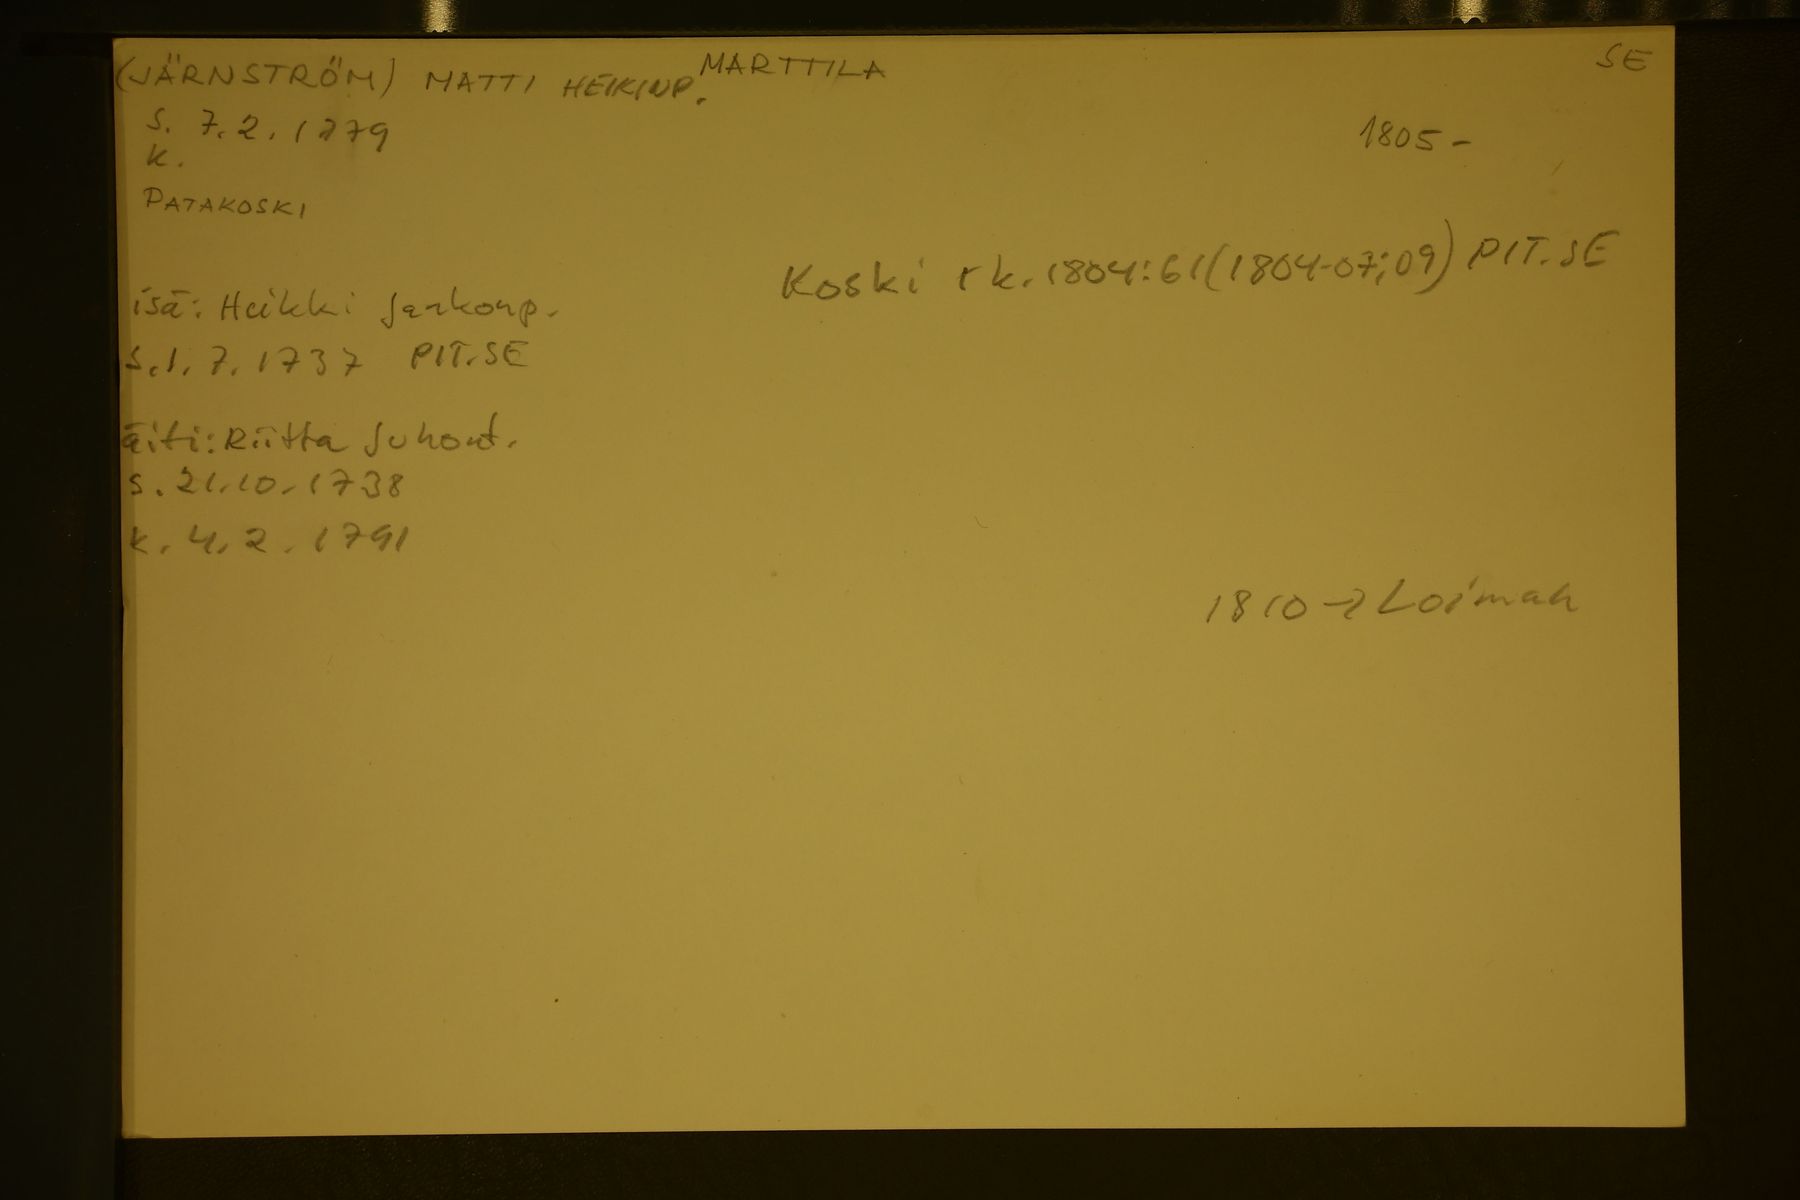 (JÄRNSTRÖM) MATTI HEIKINP. MARTTILA SE
s. 7.2.1779
1805-
k.
PATAKOSKI
Koski rk. 1804:61(1804-07;09) PIT.SE
isä: Heikki Jaakonp.
s.1.7.1737 PIT.SE
äiti: Riitta Juhont.
s. 21.10.1738
k. 4.2.1791
1810 → Loimaa